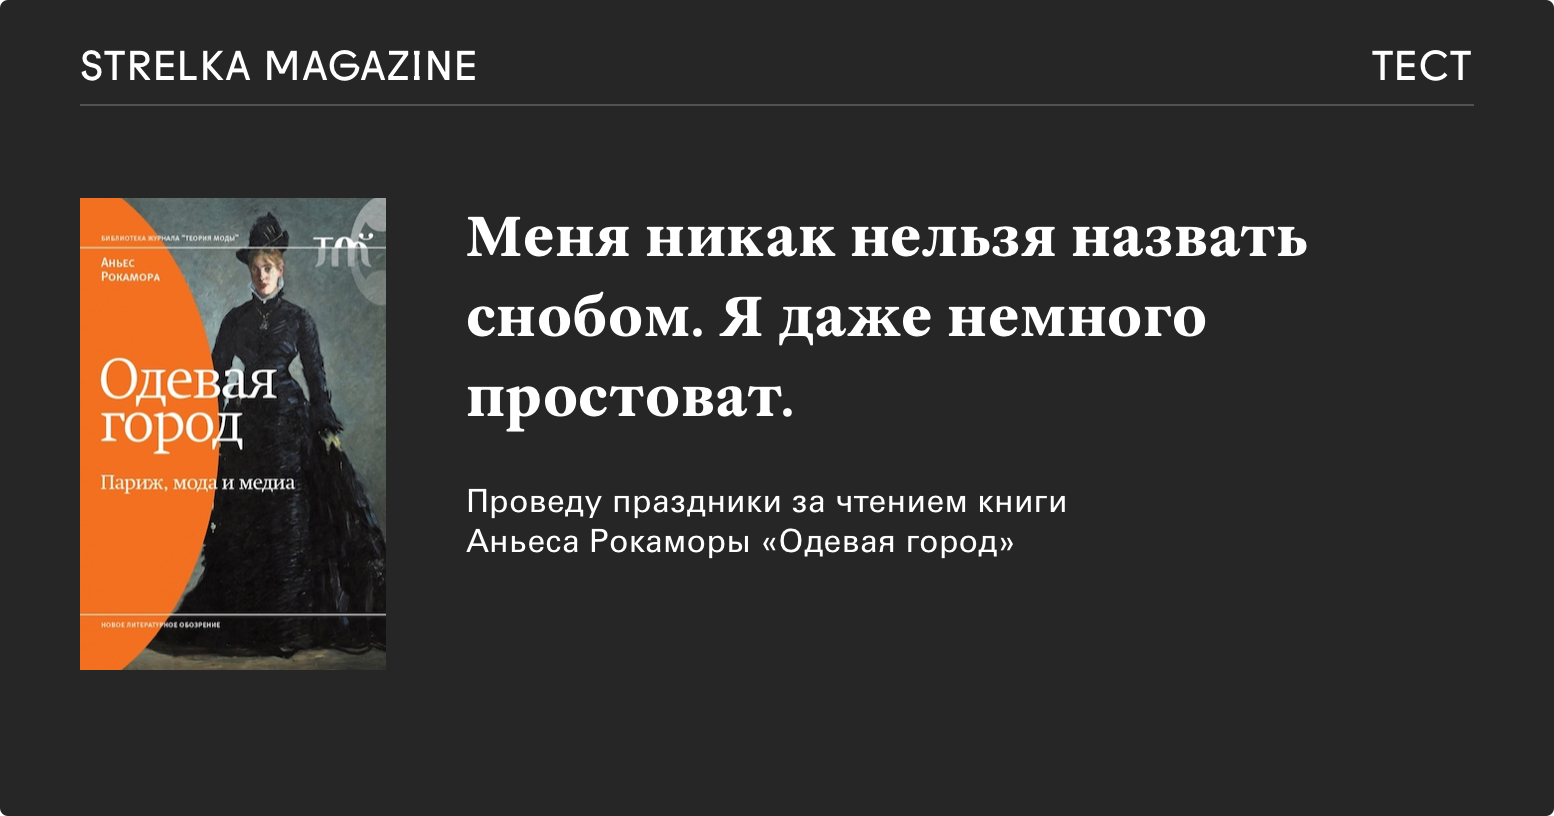 STRELKA MAGAZINE
ТЕСТ
БИБЛИОТЕКА ЖУРНАЛА "ТЕОРИЯ МОДЫ"
АНЬЕС
РОКАМОРА
Одевая
город
Париж, мода и медиа
НОВОЕ ЛИТЕРАТУРНОЕ ОБОЗРЕНИЕ
Меня никак нельзя назвать
снобом. Я даже немного
простоват.
Проведу праздники за чтением книги
Аньеса Рокаморы «Одевая город»